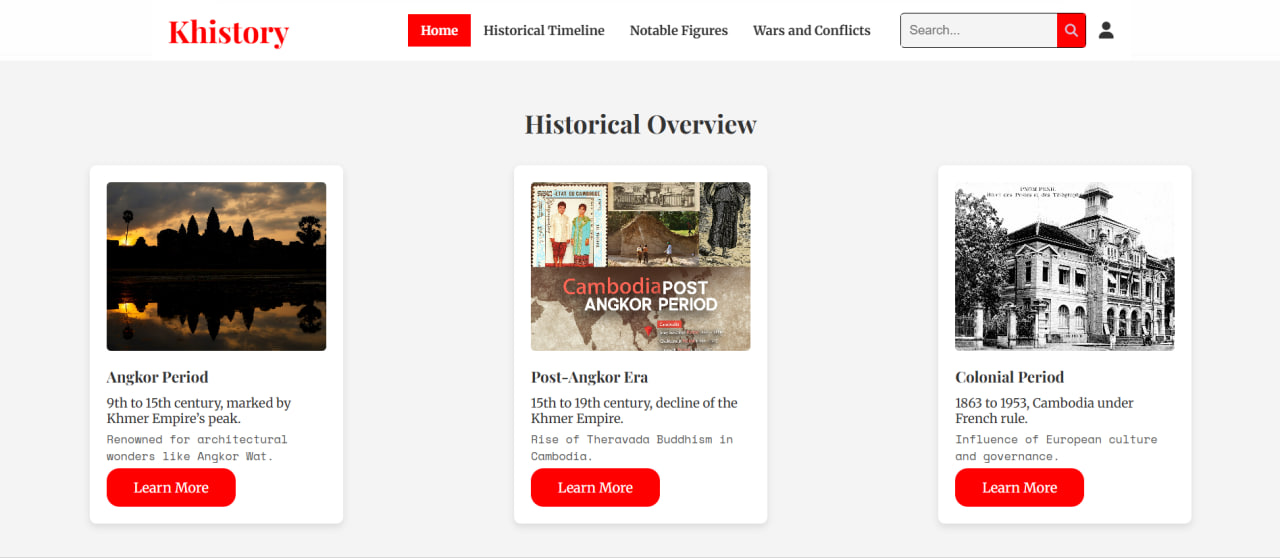 Khistory
Home
Historical Timeline
Notable Figures
Wars and Conflicts
Search...
Historical Overview
ETAT DU CAMBODGE
Cambodia POST
ANGKOR PERIOD
PNOM PENH
Angkor Period
9th to 15th century, marked by
Khmer Empire’s peak.
Renowned for architectural
wonders like Angkor Wat.
Learn More
Post-Angkor Era
15th to 19th century, decline of the
Khmer Empire.
Rise of Theravada Buddhism in
Cambodia.
Learn More
Colonial Period
1863 to 1953, Cambodia under
French rule.
Influence of European culture
and governance.
Learn More